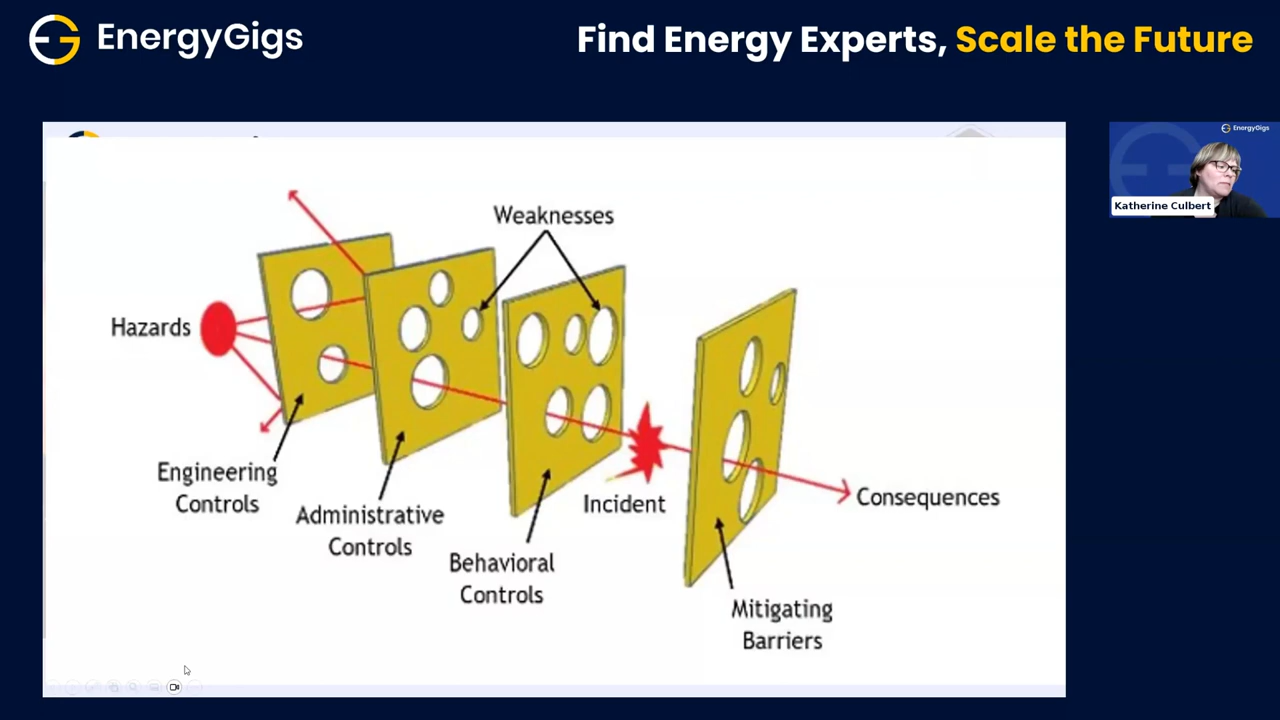 EnergyGigs
Find Energy Experts, Scale the Future
EnergyGigs
Katherine Culbert
Weaknesses
Hazards
Engineering
Controls
Administrative
Controls
Behavioral
Controls
Incident
Consequences
Mitigating
Barriers